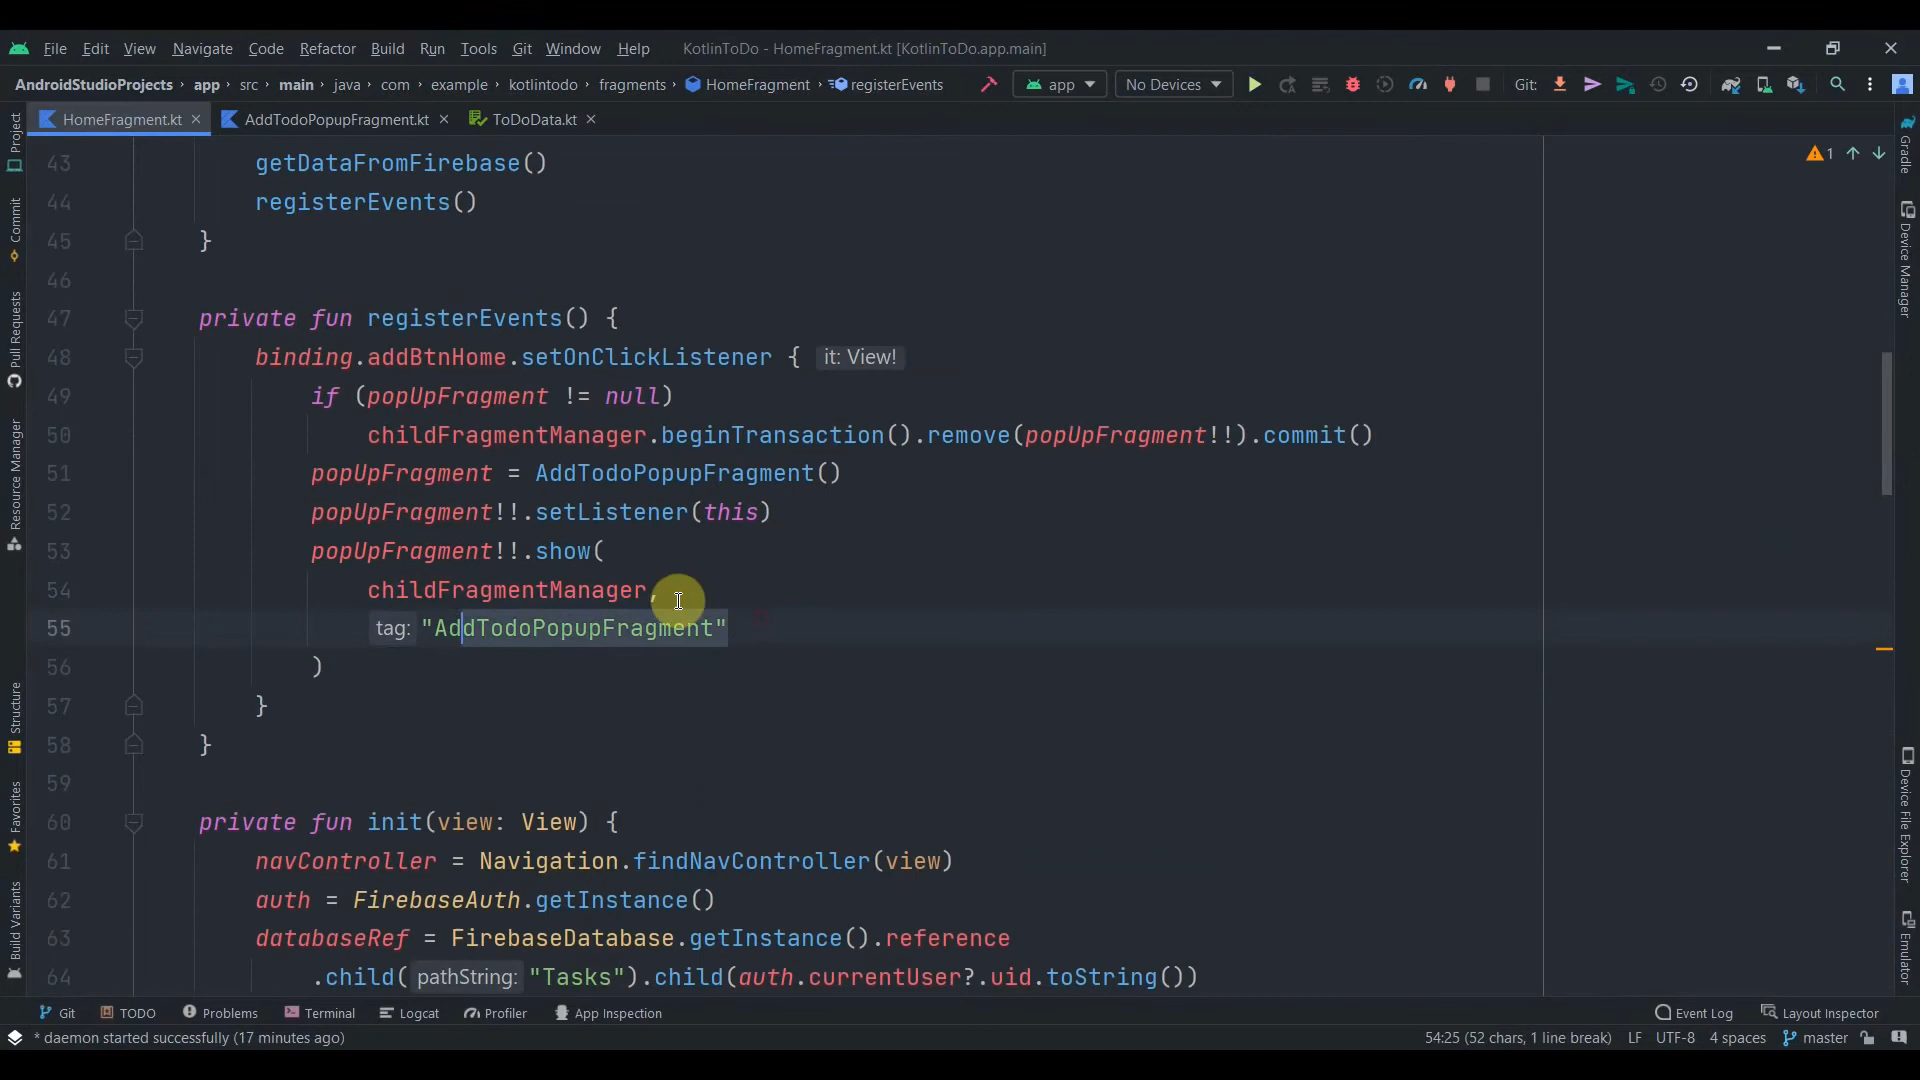 File Edit View Navigate Code Refactor Build Run Tools Git Window Help KotlinToDo - HomeFragment.kt [KotlinToDo.app.main]
AndroidStudioProjects app src main java com example kotlintodo fragments HomeFragment registerEvents app No Devices Git:
HomeFragment.kt AddTodoPopupFragment.kt ToDoData.kt
1
43 getDataFromFirebase()
44 registerEvents()
45 }
46
47 private fun registerEvents() {
48 binding.addBtnHome.setOnClickListener { it: View!
49 if (popUpFragment != null)
50 childFragmentManager.beginTransaction().remove(popUpFragment!!).commit()
51 popUpFragment = AddTodoPopupFragment()
52 popUpFragment!!.setListener(this)
53 popUpFragment!!.show(
54 childFragmentManager,
55 tag: "AddTodoPopupFragment"
56 )
57 }
58 }
59
60 private fun init(view: View) {
61 navController = Navigation.findNavController(view)
62 auth = FirebaseAuth.getInstance()
63 databaseRef = FirebaseDatabase.getInstance().reference
64 .child( pathString: "Tasks").child(auth.currentUser?.uid.toString())
Project
Commit
Pull Requests
Resource Manager
Structure
Favorites
Build Variants
Gradle
Device Manager
Device File Explorer
Emulator
Git TODO Problems Terminal Logcat Profiler App Inspection Event Log Layout Inspector
* daemon started successfully (17 minutes ago) 54:25 (52 chars, 1 line break) LF UTF-8 4 spaces master